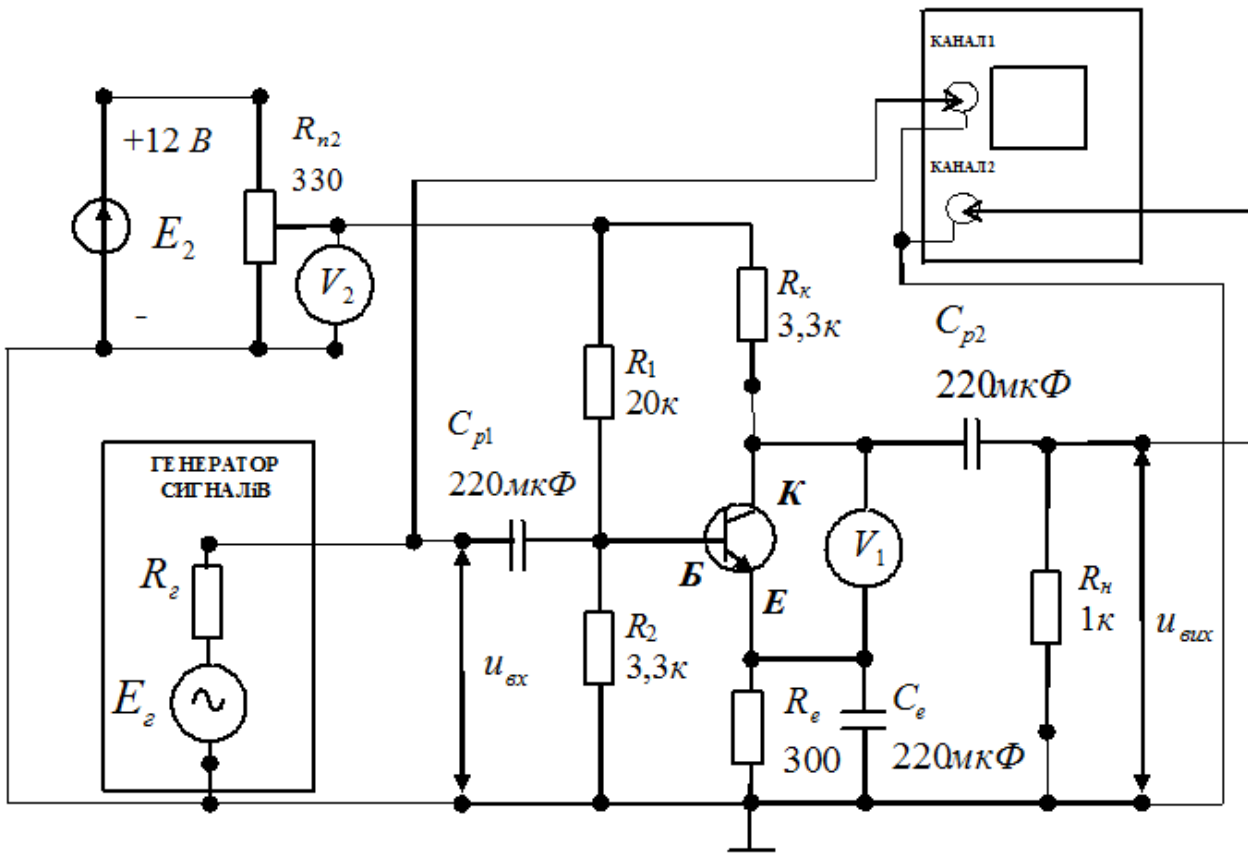 КАНАЛ1
КАНАЛ2
+12 В
E₂
-
Rп2
330
V₂
Rк
3,3к
R₁
20к
Cр1
220мкФ
Cр2
220мкФ
ГЕНЕРАТОР
СИГНАЛіВ
Rг
Eг
uвх
К
Б
Е
V₁
R₂
3,3к
Rе
300
Cе
220мкФ
Rн
1к
uвих